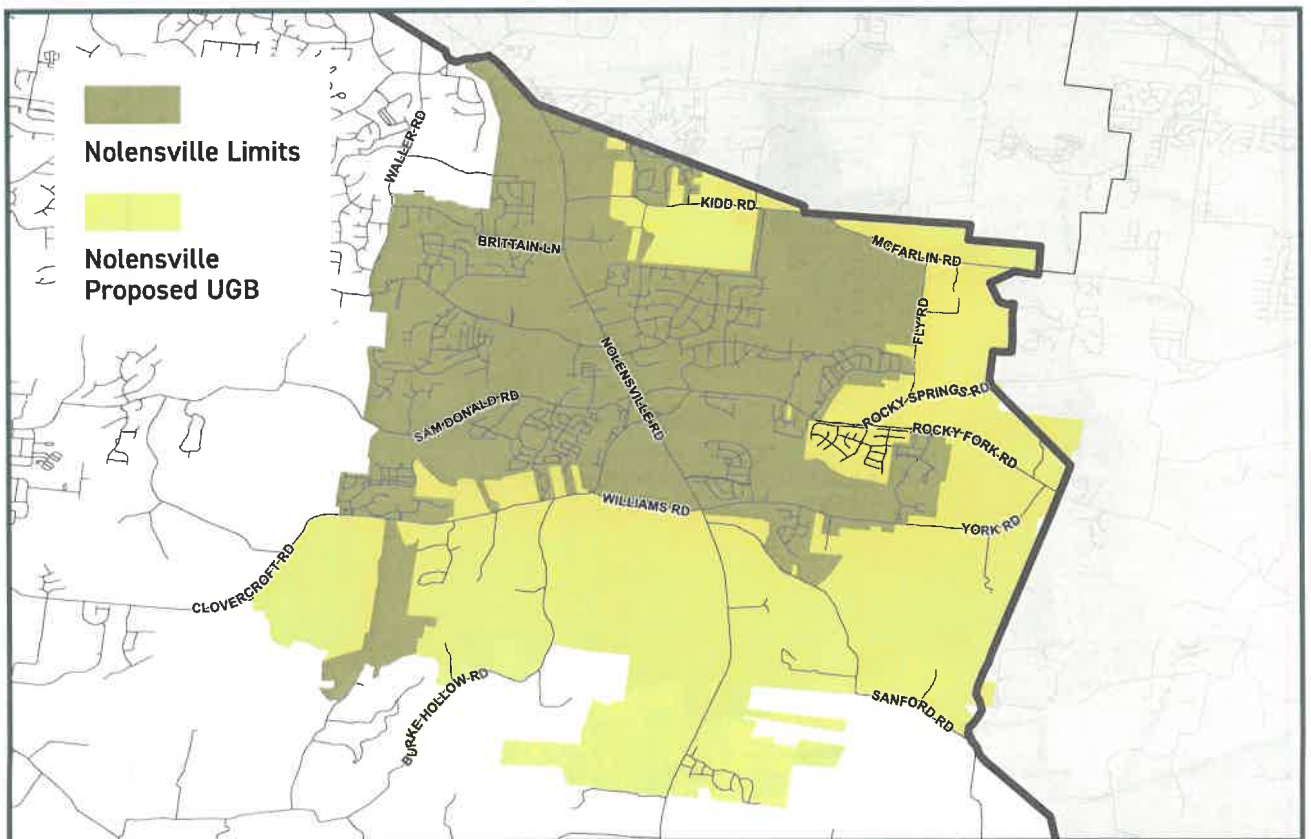 Nolensville Limits
Nolensville
Proposed UGB
WALLER-RD
KIDD-RD
BRITTAIN-LN
MCFARLIN-RD
FLY-RD
NOLENSVILLE-RD
ROCKY-SPRINGS-RD
SAM-DONALD-RD
ROCKY-FORK-RD
WILLIAMS RD
YORK-RD
CLOVERCROFT-RD
BURKE-HOLLOW-RD
SANFORD-RD